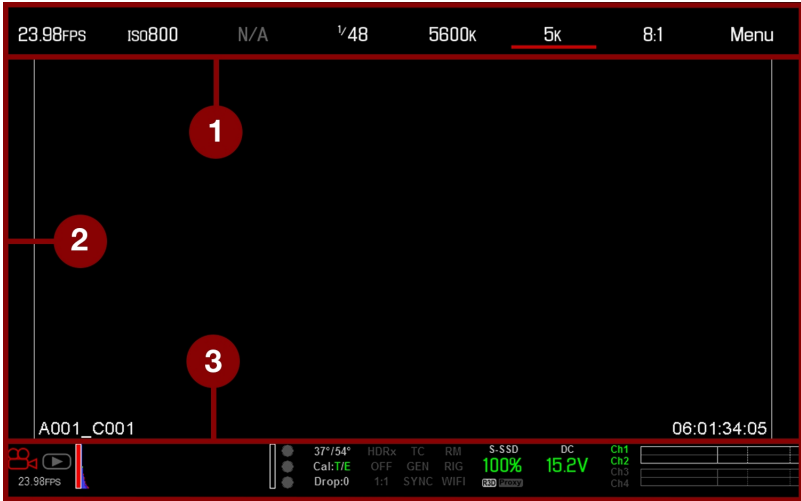 23.98FPS ISO800 N/A 1/48 5600K 5K 8:1 Menu
1
2
3
A001_C001 06:01:34:05
37°/54° HDRx TC RM S-SSD DC Ch1
Cal:T/E OFF GEN RIG 100% 15.2V Ch2
23.98FPS Drop:0 1:1 SYNC WIFI R3D Proxy Ch3
Ch4